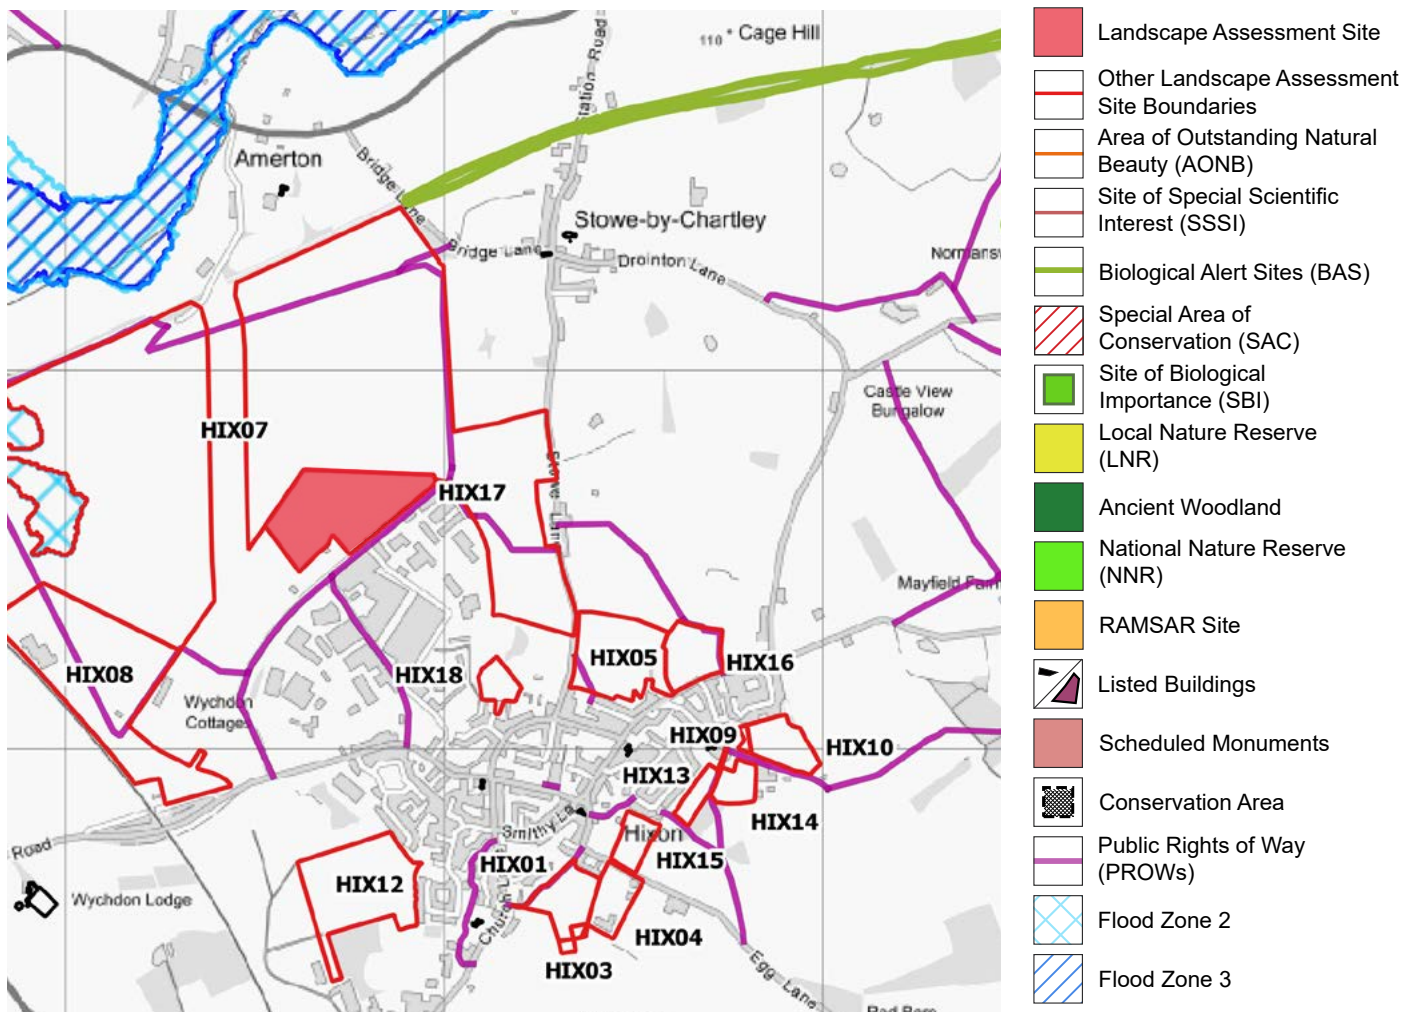 110 * Cage Hill
Station Road
Amerton
Bridge Lane
Stowe-by-Chartley
Bridge Lane
Drointon Lane
Normansw
Castle View
Bungalow
HIX07
Stowe Lane
HIX17
Mayfield Farm
HIX05
HIX16
HIX18
HIX08
Wychdon
Cottages
HIX09
HIX10
HIX13
HIX14
Smithy La
Hixon
HIX15
HIX01
HIX12
Road
Wychdon Lodge
Church L
HIX04
HIX03
Egg Lane
Landscape Assessment Site
Other Landscape Assessment
Site Boundaries
Area of Outstanding Natural
Beauty (AONB)
Site of Special Scientific
Interest (SSSI)
Biological Alert Sites (BAS)
Special Area of
Conservation (SAC)
Site of Biological
Importance (SBI)
Local Nature Reserve
(LNR)
Ancient Woodland
National Nature Reserve
(NNR)
RAMSAR Site
Listed Buildings
Scheduled Monuments
Conservation Area
Public Rights of Way
(PROWs)
Flood Zone 2
Flood Zone 3